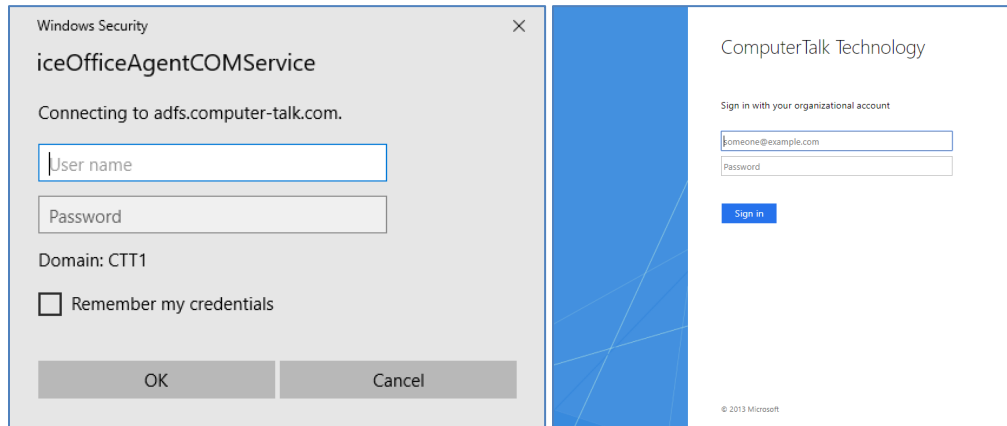 Windows Security
iceOfficeAgentCOMService
Connecting to adfs.computer-talk.com.
User name
Password
Domain: CTT1
Remember my credentials
OK
Cancel
ComputerTalk Technology
Sign in with your organizational account
someone@example.com
Password
Sign in
© 2013 Microsoft